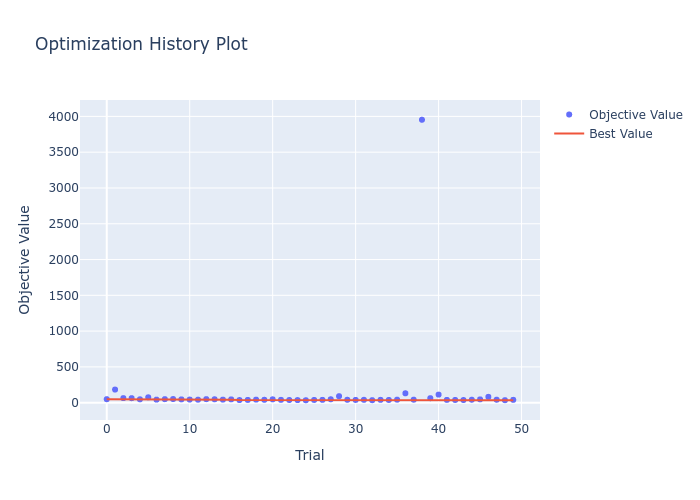 Optimization History Plot
Objective Value
Best Value
4000
3500
3000
2500
2000
1500
1000
500
0
Objective Value
0 10 20 30 40 50
Trial